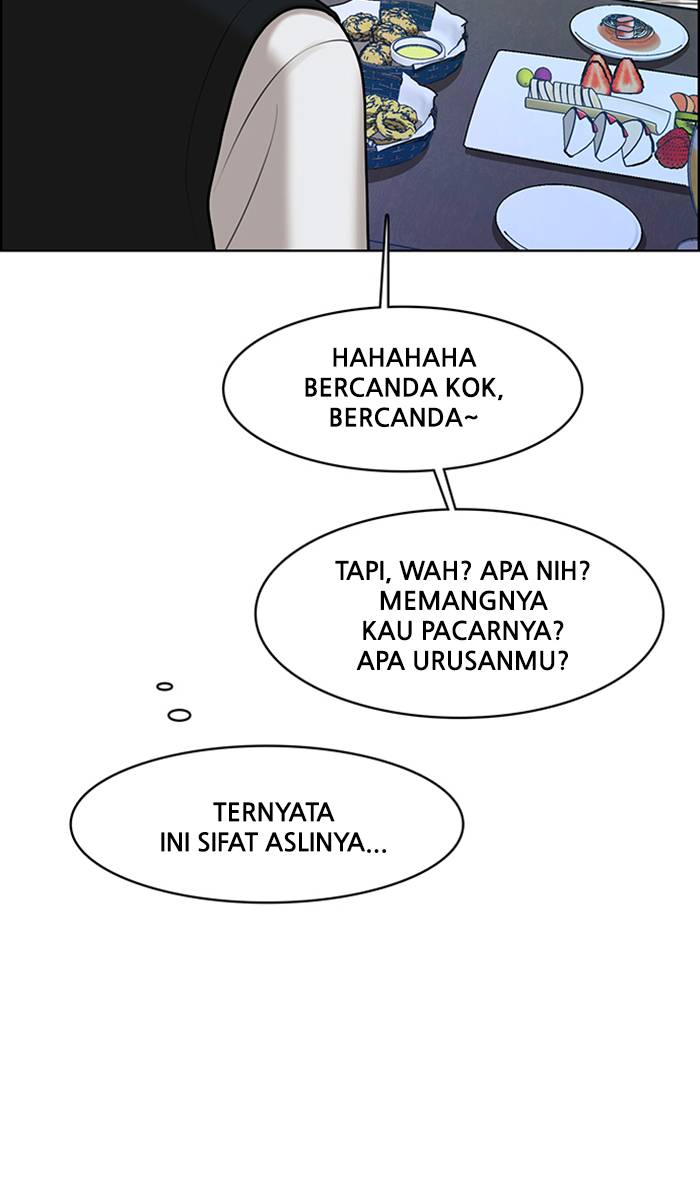 HAHAHAHA
BERCANDA KOK,
BERCANDA~
TAPI, WAH? APA NIH?
MEMANGNYA
KAU PACARNYA?
APA URUSANMU?
TERNYATA
INI SIFAT ASLINYA...